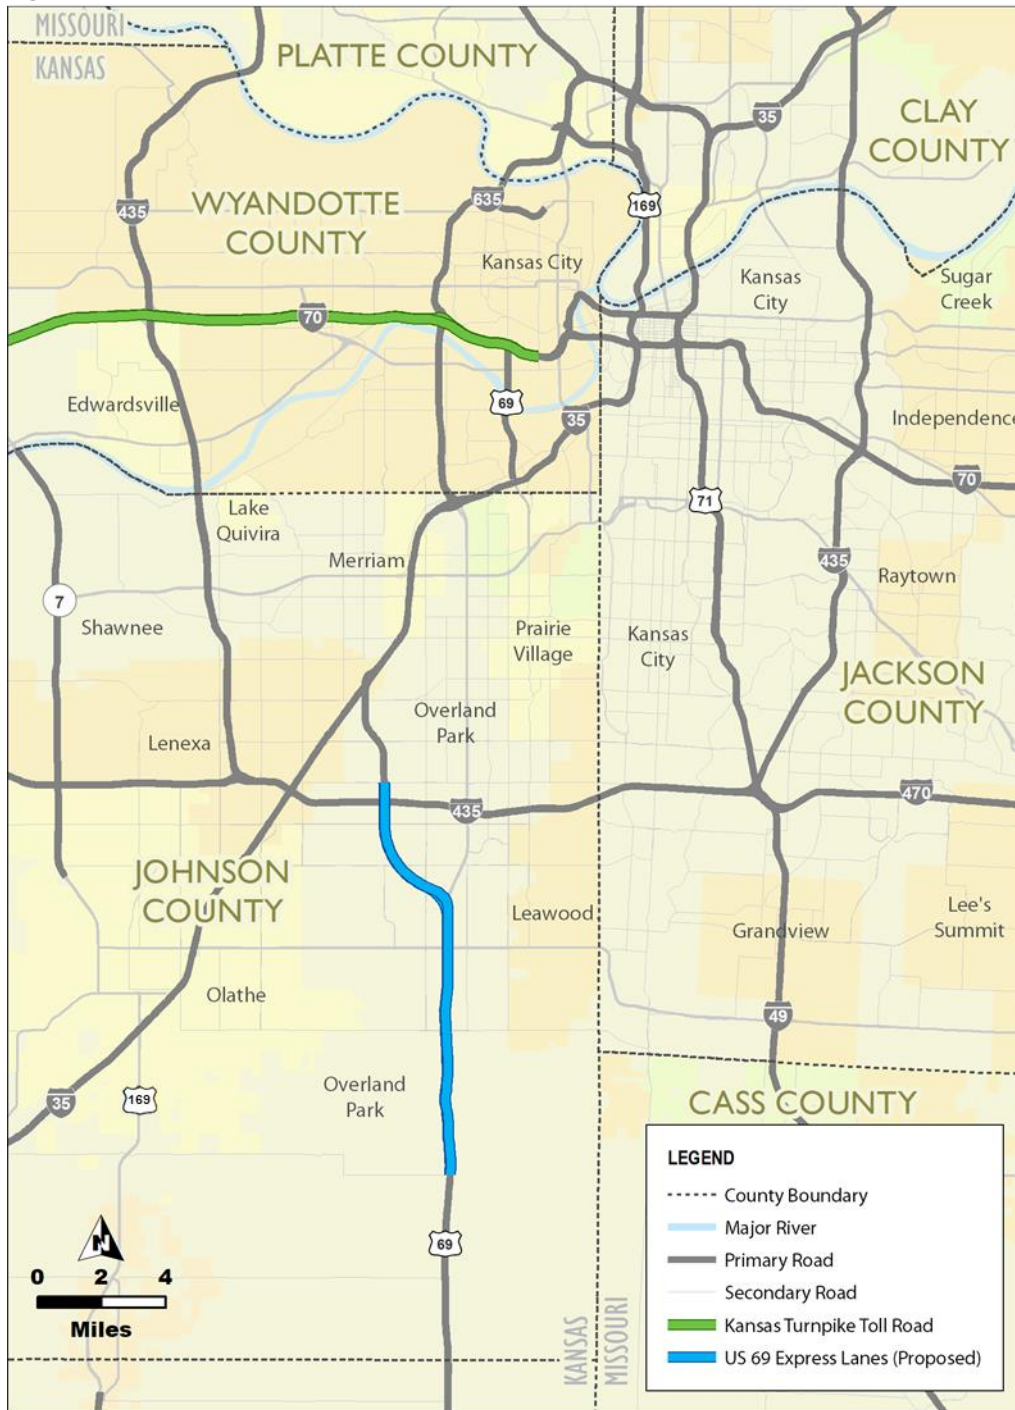 MISSOURI
KANSAS
PLATTE COUNTY
CLAY
COUNTY
35
435
WYANDOTTE
COUNTY
635
169
Kansas City
Kansas
City
Sugar
Creek
70
Edwardsville
69
35
Independence
70
71
Lake
Quivira
Merriam
435
Raytown
7
Shawnee
Prairie
Village
Kansas
City
JACKSON
COUNTY
Overland
Park
Lenexa
435
470
JOHNSON
COUNTY
Leawood
Grandview
Lee's
Summit
Olathe
49
Overland
Park
35
169
CASS COUNTY
LEGEND
County Boundary
Major River
Primary Road
Secondary Road
Kansas Turnpike Toll Road
US 69 Express Lanes (Proposed)
N
0 2 4
Miles
69
KANSAS
MISSOURI